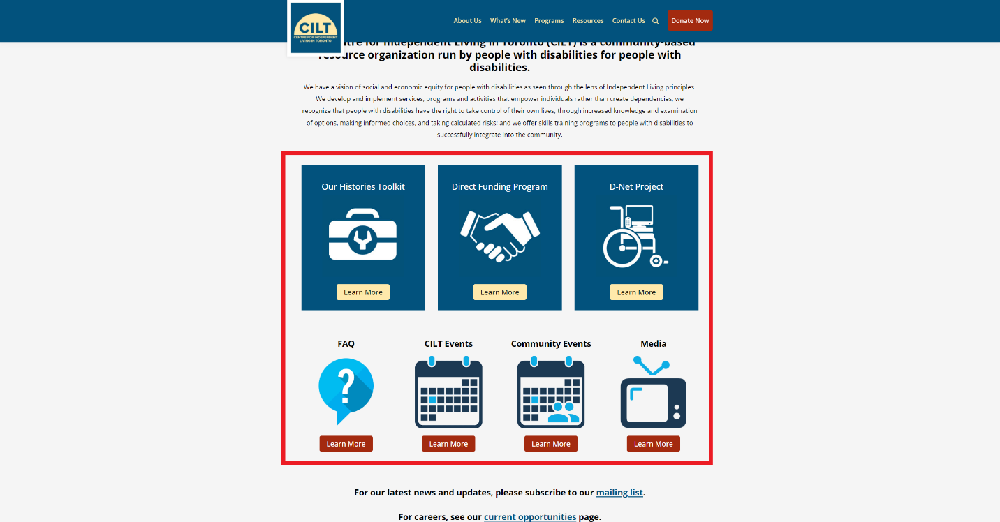 CILT
CENTRE FOR INDEPENDENT
LIVING IN TORONTO
About Us What's New Programs Resources Contact Us Donate Now
for Independent Living in Toronto (CILT) is a community-based
resource organization run by people with disabilities for people with
disabilities.
We have a vision of social and economic equity for people with disabilities as seen through the lens of Independent Living principles.
We develop and implement services, programs and activities that empower individuals rather than create dependencies; we
recognize that people with disabilities have the right to take control of their own lives, through increased knowledge and examination
of options, making informed choices, and taking calculated risks; and we offer skills training programs to people with disabilities to
successfully integrate into the community.
Our Histories Toolkit
Learn More
Direct Funding Program
Learn More
D-Net Project
Learn More
FAQ
?
Learn More
CILT Events
Learn More
Community Events
Learn More
Media
Learn More
For our latest news and updates, please subscribe to our mailing list.
For careers, see our current opportunities page.